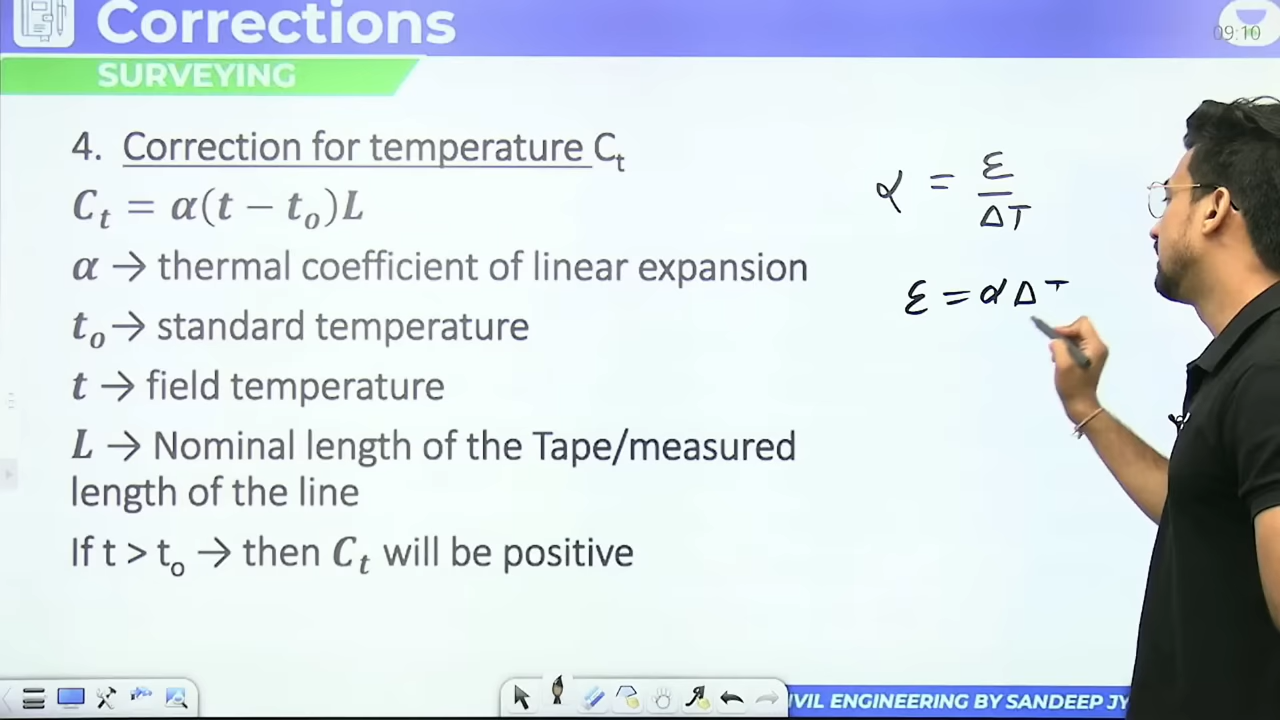 Corrections
09:10
SURVEYING
4. Correction for temperature Cₜ
Cₜ = α(t − tₒ)L
α → thermal coefficient of linear expansion
tₒ → standard temperature
t → field temperature
L → Nominal length of the Tape/measured
length of the line
If t > tₒ → then Cₜ will be positive
α = ε/ΔT
ε = αΔT
IVIL ENGINEERING BY SANDEEP JY